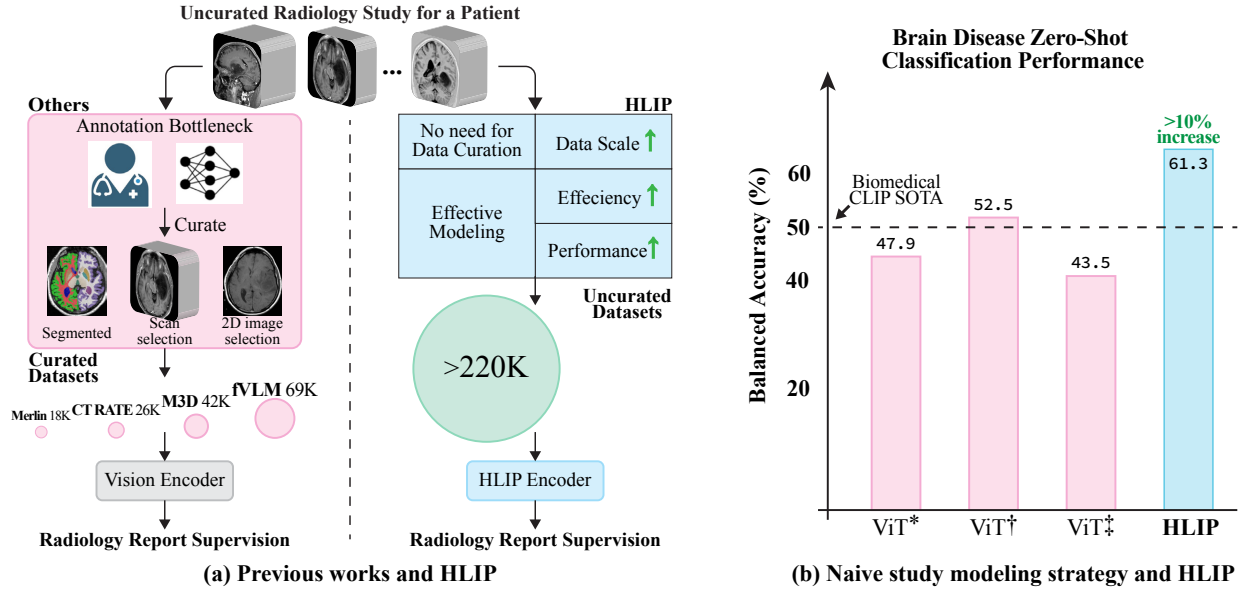 Uncurated Radiology Study for a Patient
...
Others
Annotation Bottleneck
Curate
Segmented
Scan
selection
2D image
selection
Curated
Datasets
Merlin 18K
CT RATE 26K
M3D 42K
fVLM 69K
Vision Encoder
Radiology Report Supervision
HLIP
No need for
Data Curation
Data Scale ↑
Effective
Modeling
Effeciency ↑
Performance ↑
Uncurated
Datasets
>220K
HLIP Encoder
Radiology Report Supervision
(a) Previous works and HLIP
Brain Disease Zero-Shot
Classification Performance
Balanced Accuracy (%)
60
50
40
20
Biomedical
CLIP SOTA
47.9
52.5
43.5
>10%
increase
61.3
ViT*
ViT†
ViT‡
HLIP
(b) Naive study modeling strategy and HLIP